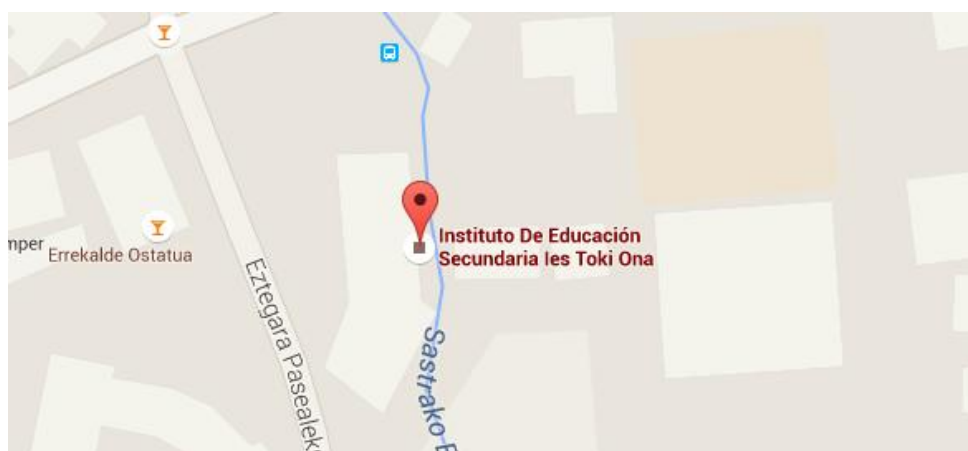 Instituto De Educación
Secundaria Ies Toki Ona
mper
Errekalde Ostatua
Eztegara Pasealek
Sastrako E